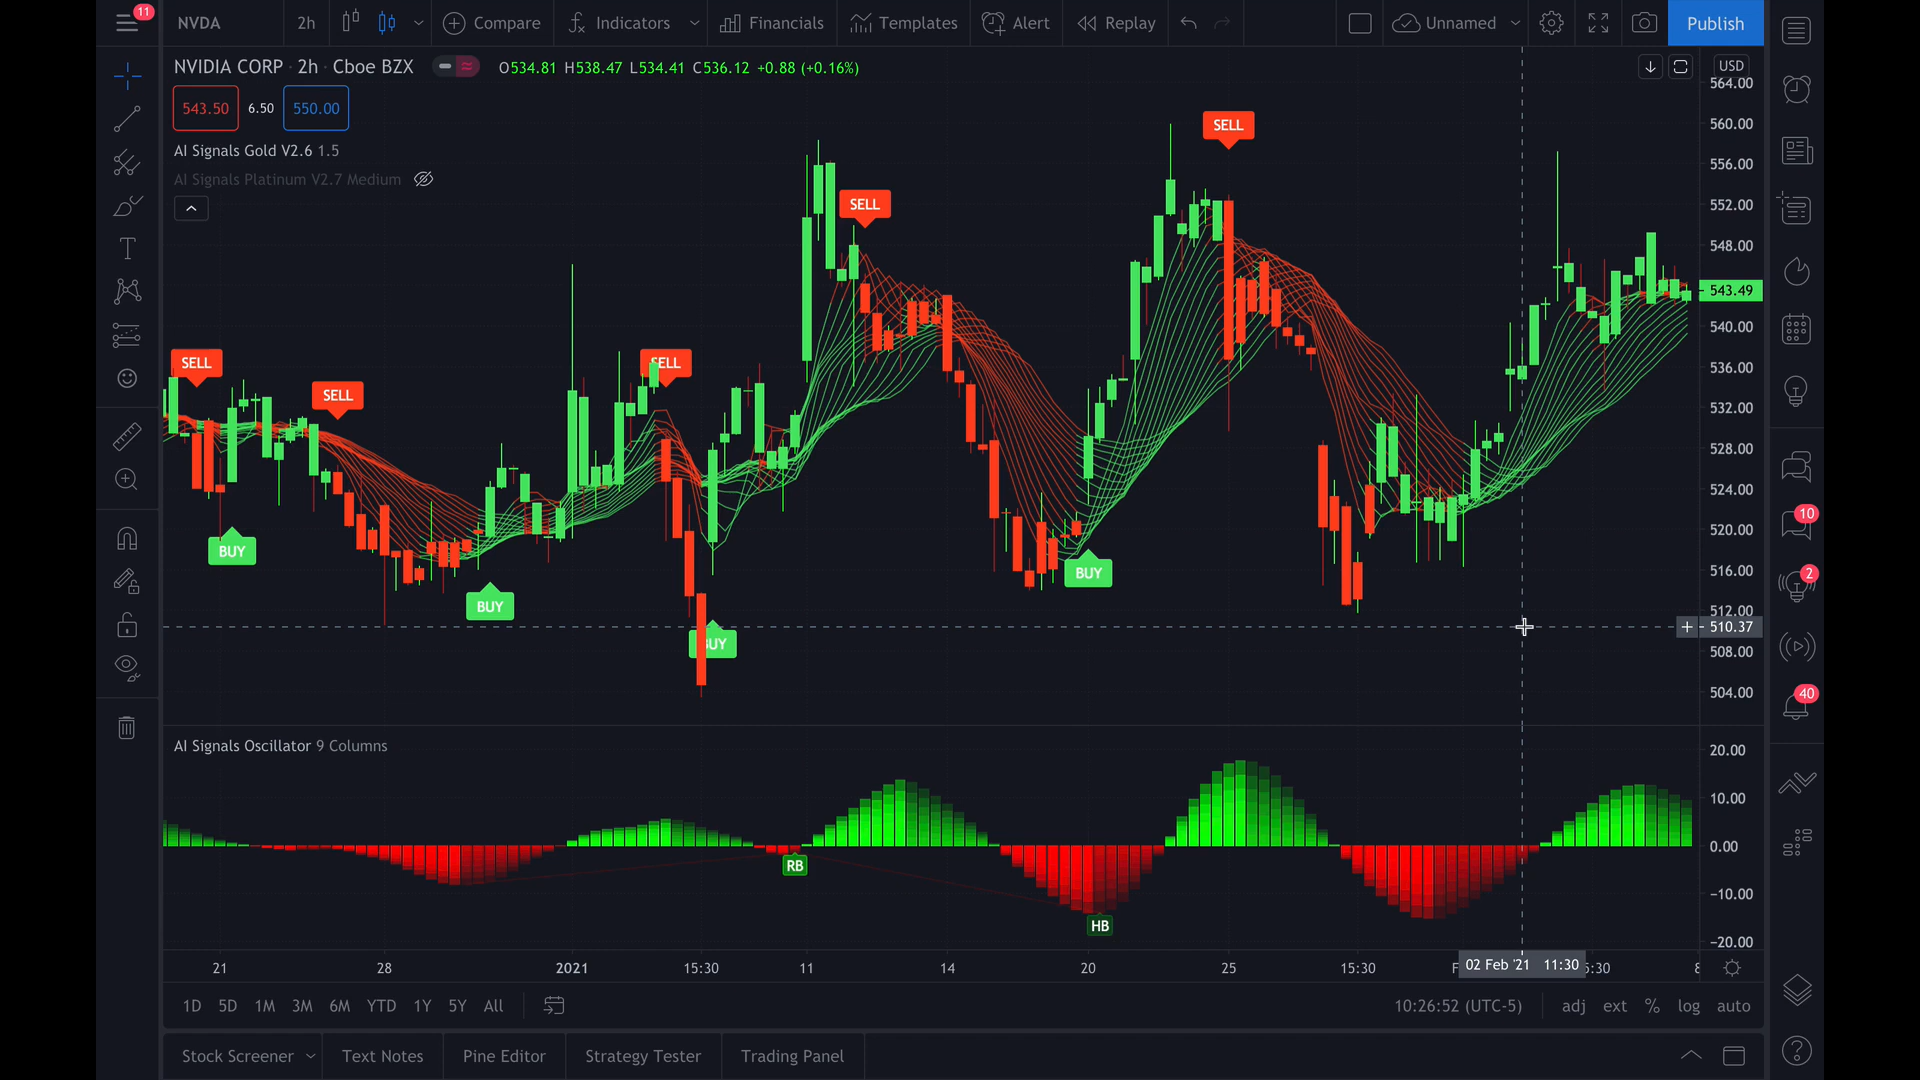 11
NVDA
2h
Compare
Indicators
Financials
Templates
Alert
Replay
Unnamed
Publish
NVIDIA CORP · 2h · Cboe BZX
O534.81 H538.47 L534.41 C536.12 +0.88 (+0.16%)
USD
543.50 6.50 550.00
AI Signals Gold V2.6 1.5
AI Signals Platinum V2.7 Medium
564.00
560.00
556.00
552.00
548.00
543.49
540.00
536.00
532.00
528.00
524.00
520.00
516.00
512.00
510.37
508.00
504.00
SELL
SELL
SELL
SELL
SELL
BUY
BUY
BUY
BUY
10
2
40
AI Signals Oscillator 9 Columns
20.00
10.00
0.00
−10.00
−20.00
RB
HB
21 28 2021 15:30 11 14 20 25 15:30 02 Feb '21 11:30 8
1D 5D 1M 3M 6M YTD 1Y 5Y All
10:26:52 (UTC-5) adj ext % log auto
Stock Screener Text Notes Pine Editor Strategy Tester Trading Panel